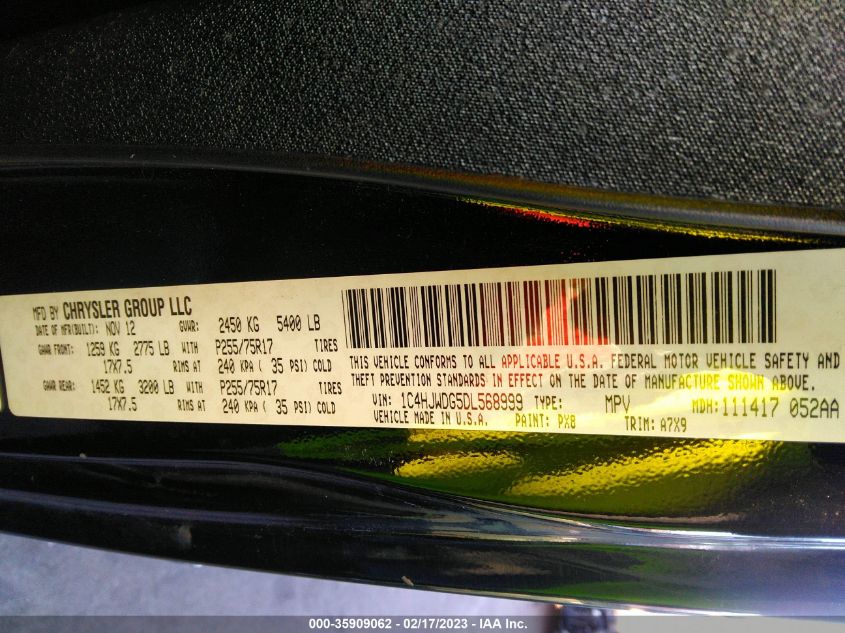 MFD BY CHRYSLER GROUP LLC
DATE OF MFR(BUILT): NOV 12 GVWR: 2450 KG 5400 LB
GAWR FRONT: 1259 KG 2775 LB WITH P255/75R17 TIRES
17X7.5 RIMS AT 240 KPA ( 35 PSI) COLD
GAWR REAR: 1452 KG 3200 LB WITH P255/75R17 TIRES
17X7.5 RIMS AT 240 KPA ( 35 PSI) COLD
THIS VEHICLE CONFORMS TO ALL APPLICABLE U.S.A. FEDERAL MOTOR VEHICLE SAFETY AND
THEFT PREVENTION STANDARDS IN EFFECT ON THE DATE OF MANUFACTURE SHOWN ABOVE.
VIN: 1C4HJWDG5DL568999 TYPE: MPV MDH: 111417 052AA
VEHICLE MADE IN U.S.A. PAINT: PX8 TRIM: A7X9
000-35909062 - 02/17/2023 - IAA Inc.